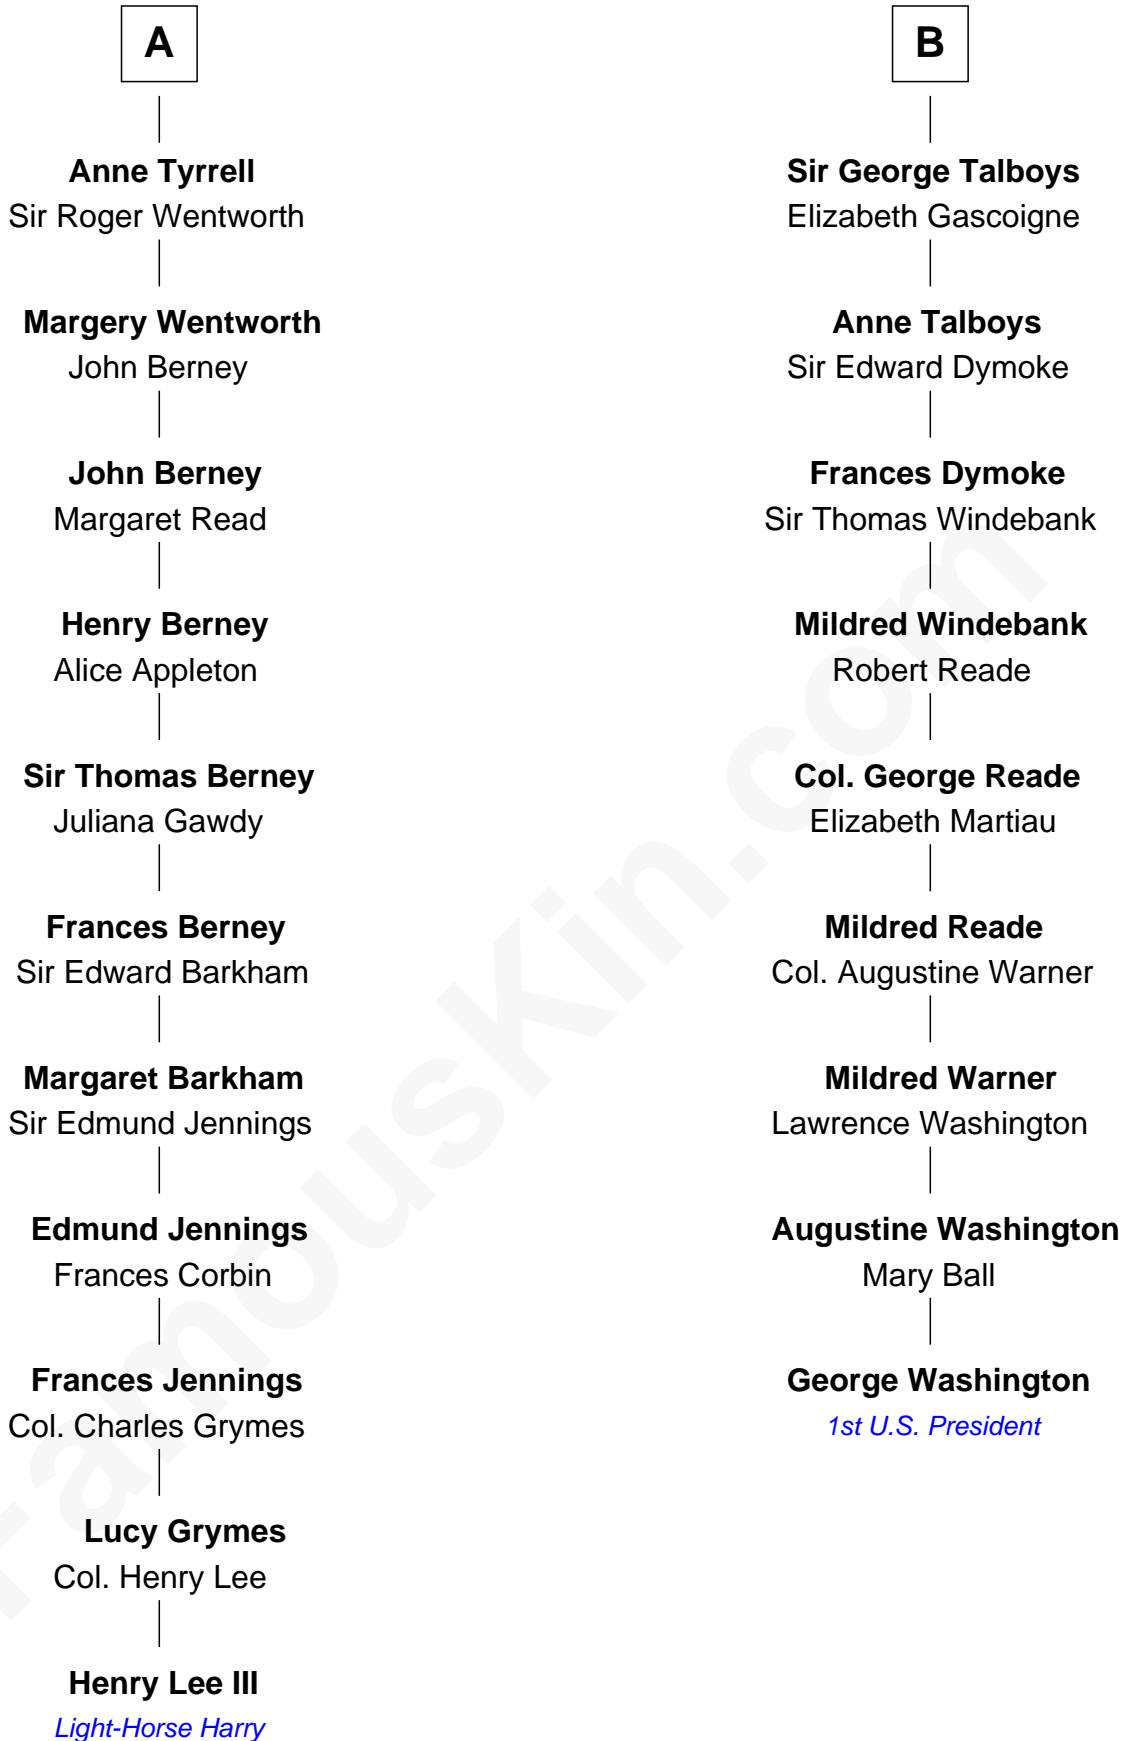 A
Anne Tyrrell
Sir Roger Wentworth
Margery Wentworth
John Berney
John Berney
Margaret Read
Henry Berney
Alice Appleton
Sir Thomas Berney
Juliana Gawdy
Frances Berney
Sir Edward Barkham
Margaret Barkham
Sir Edmund Jennings
Edmund Jennings
Frances Corbin
Frances Jennings
Col. Charles Grymes
Lucy Grymes
Col. Henry Lee
Henry Lee III
Light-Horse Harry
B
Sir George Talboys
Elizabeth Gascoigne
Anne Talboys
Sir Edward Dymoke
Frances Dymoke
Sir Thomas Windebank
Mildred Windebank
Robert Reade
Col. George Reade
Elizabeth Martiau
Mildred Reade
Col. Augustine Warner
Mildred Warner
Lawrence Washington
Augustine Washington
Mary Ball
George Washington
1st U.S. President
FamousKin.com